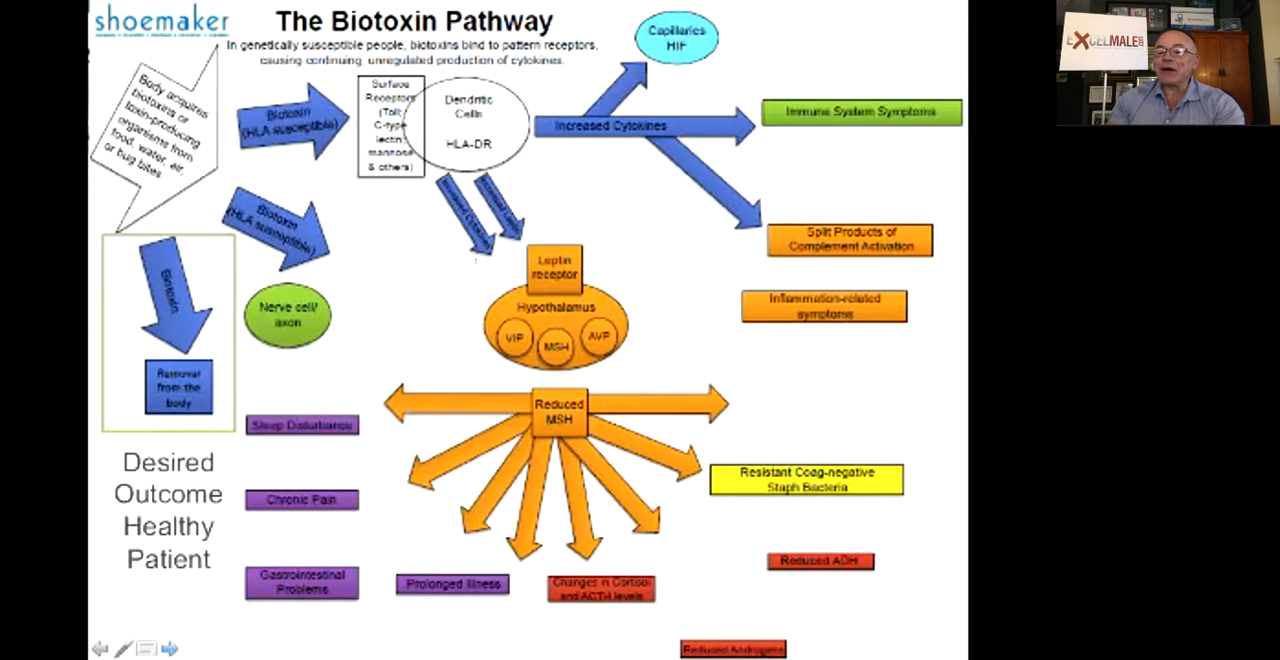 shoemaker
The Biotoxin Pathway
In genetically susceptible people, biotoxins bind to pattern receptors,
causing continuing, unregulated production of cytokines.
Body acquires
biotoxins or
toxin-producing
organisms from
food, water, air,
or bug bites
Biotoxin
(HLA susceptible)
Surface
Receptors
(Toll,
C-type
lectin,
mannose
& others)
Dendritic
Cells
HLA-DR
Capillaries
HIF
Increased Cytokines
Immune System Symptoms
EXCELMALE
Biotoxin
(HLA susceptible)
Increased Cytokines
Increased Leptin
Split Products of
Complement Activation
Biotoxin
Leptin
receptor
Nerve cell/
axon
Hypothalamus
VIP
MSH
AVP
Inflammation-related
symptoms
Removal
from the
body
Reduced
MSH
Sleep Disturbance
Desired
Outcome
Healthy
Patient
Chronic Pain
Resistant Coag-negative
Staph Bacteria
Gastrointestinal
Problems
Prolonged Illness
Changes in Cortisol
and ACTH levels
Reduced ADH
Reduced Androgens